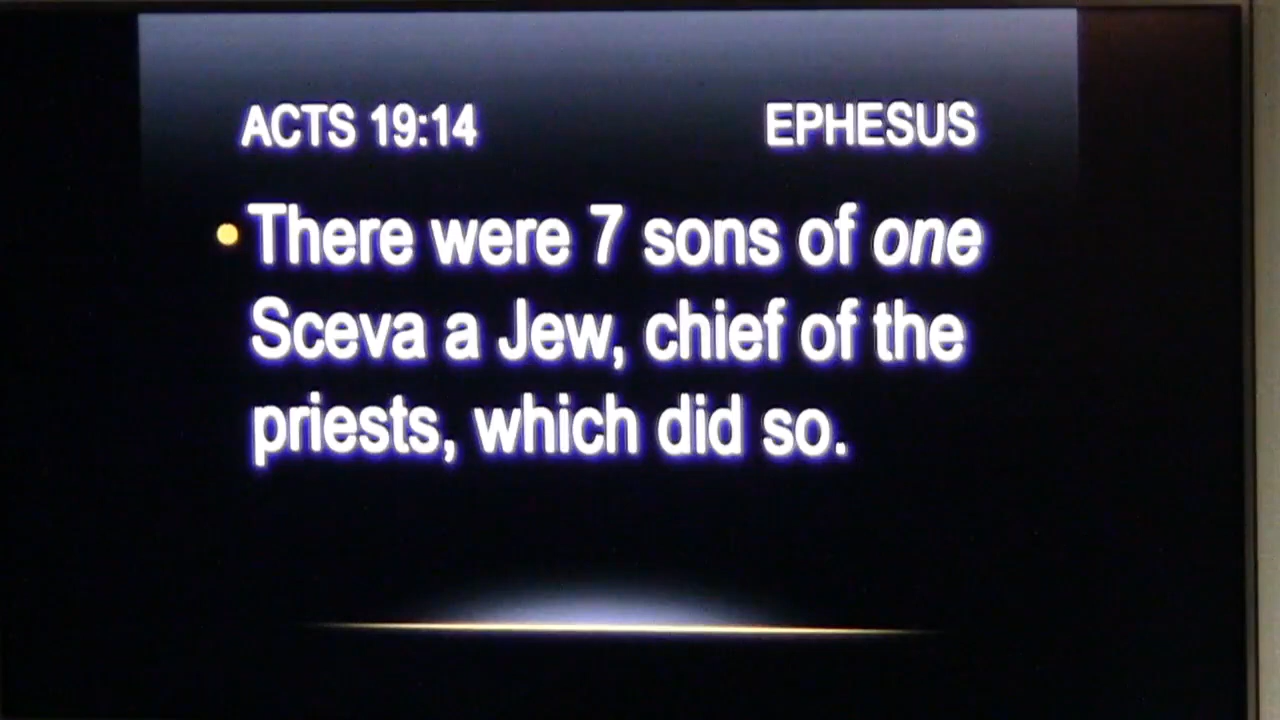 ACTS 19:14 EPHESUS
• There were 7 sons of one
Sceva a Jew, chief of the
priests, which did so.